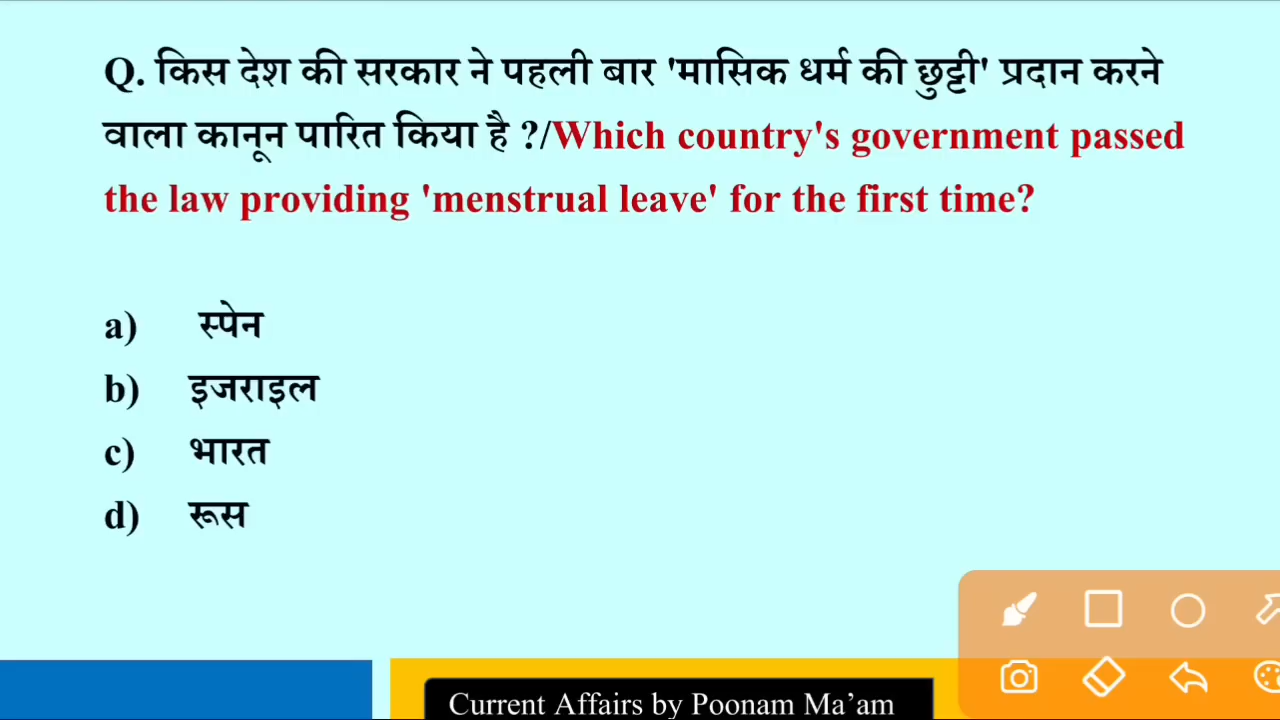 Q. किस देश की सरकार ने पहली बार 'मासिक धर्म की छुट्टी' प्रदान करने
वाला कानून पारित किया है ?/Which country's government passed
the law providing 'menstrual leave' for the first time?
a) स्पेन
b) इजराइल
c) भारत
d) रूस
Current Affairs by Poonam Ma’am